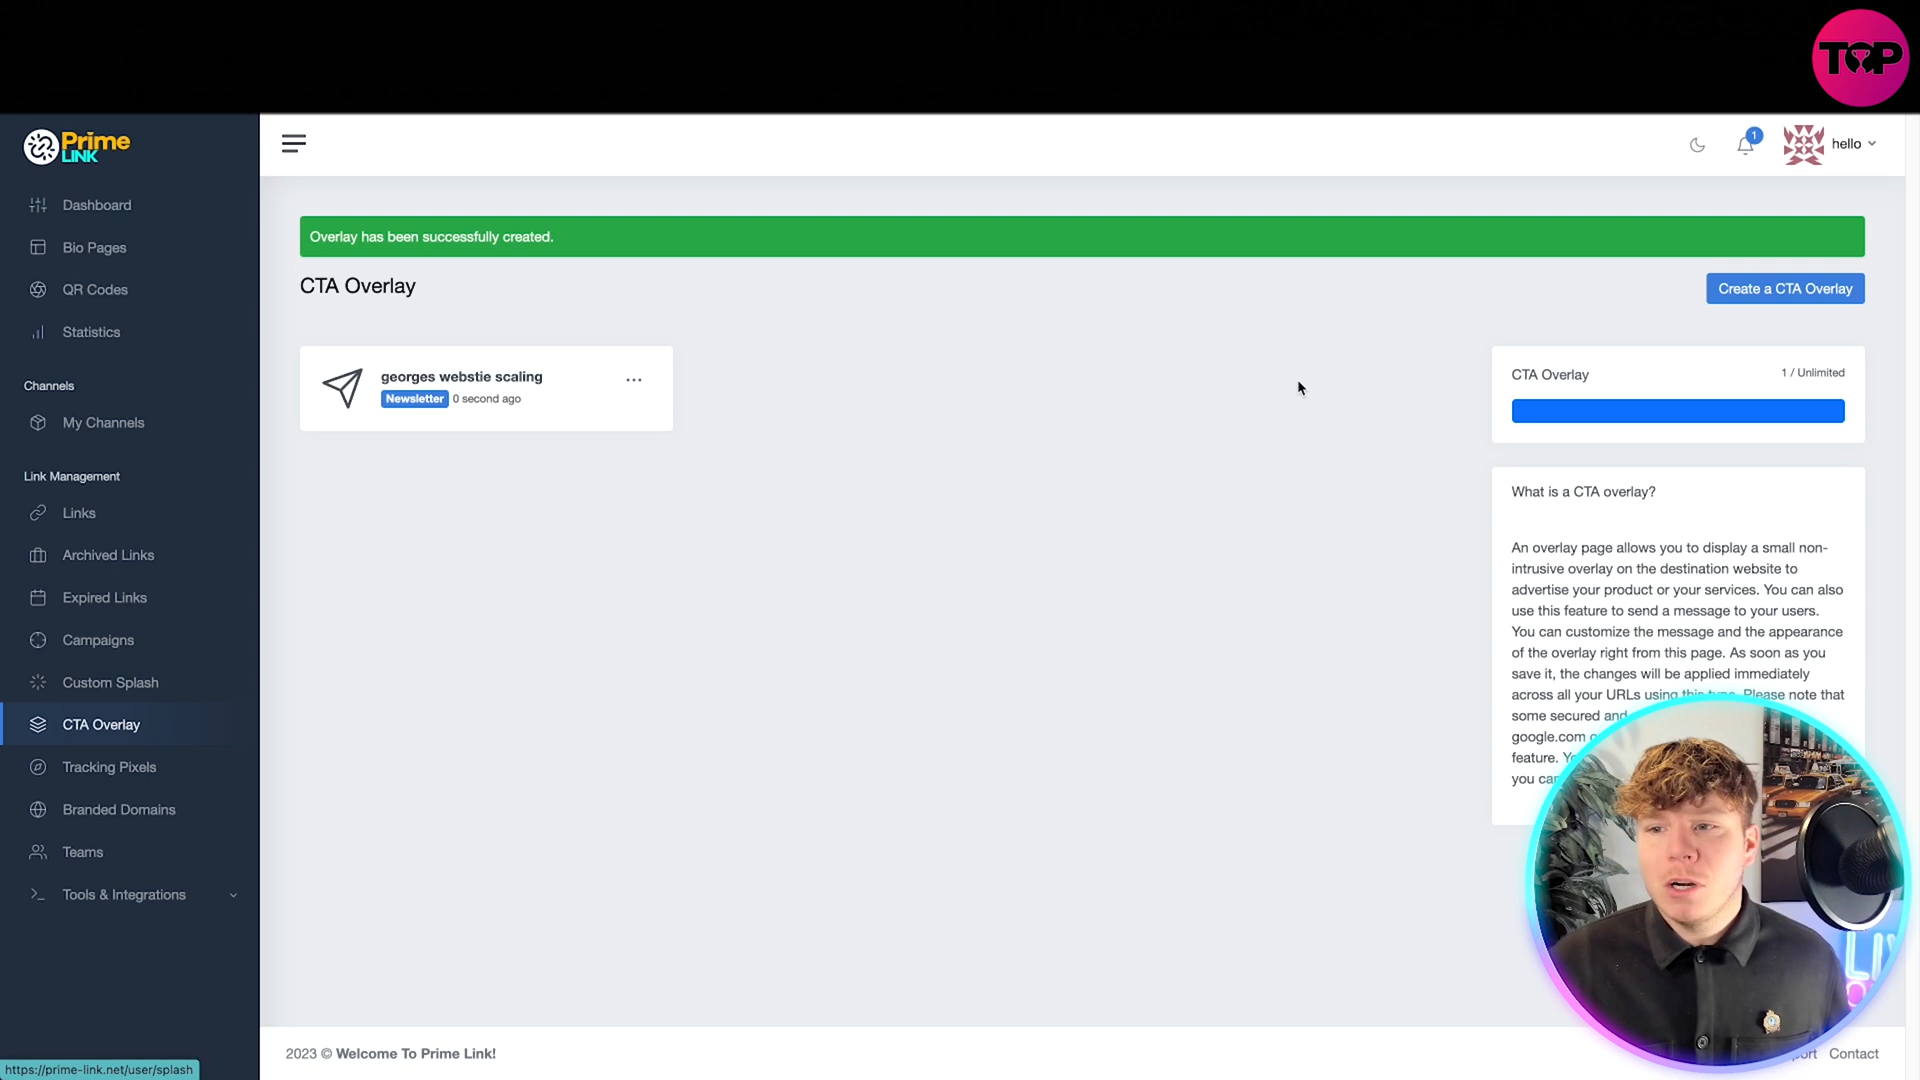 TOP
Prime
LINK
1
hello
Dashboard
Bio Pages
QR Codes
Statistics
Channels
My Channels
Link Management
Links
Archived Links
Expired Links
Campaigns
Custom Splash
CTA Overlay
Tracking Pixels
Branded Domains
Teams
Tools & Integrations
Overlay has been successfully created.
CTA Overlay
Create a CTA Overlay
georges webstie scaling
Newsletter 0 second ago
CTA Overlay
1 / Unlimited
What is a CTA overlay?
An overlay page allows you to display a small non-
intrusive overlay on the destination website to
advertise your product or your services. You can also
use this feature to send a message to your users.
You can customize the message and the appearance
of the overlay right from this page. As soon as you
save it, the changes will be applied immediately
across all your URLs using this type. Please note that
some secured and
google.com
feature.
you
2023 © Welcome To Prime Link!
Contact
https://prime-link.net/user/splash